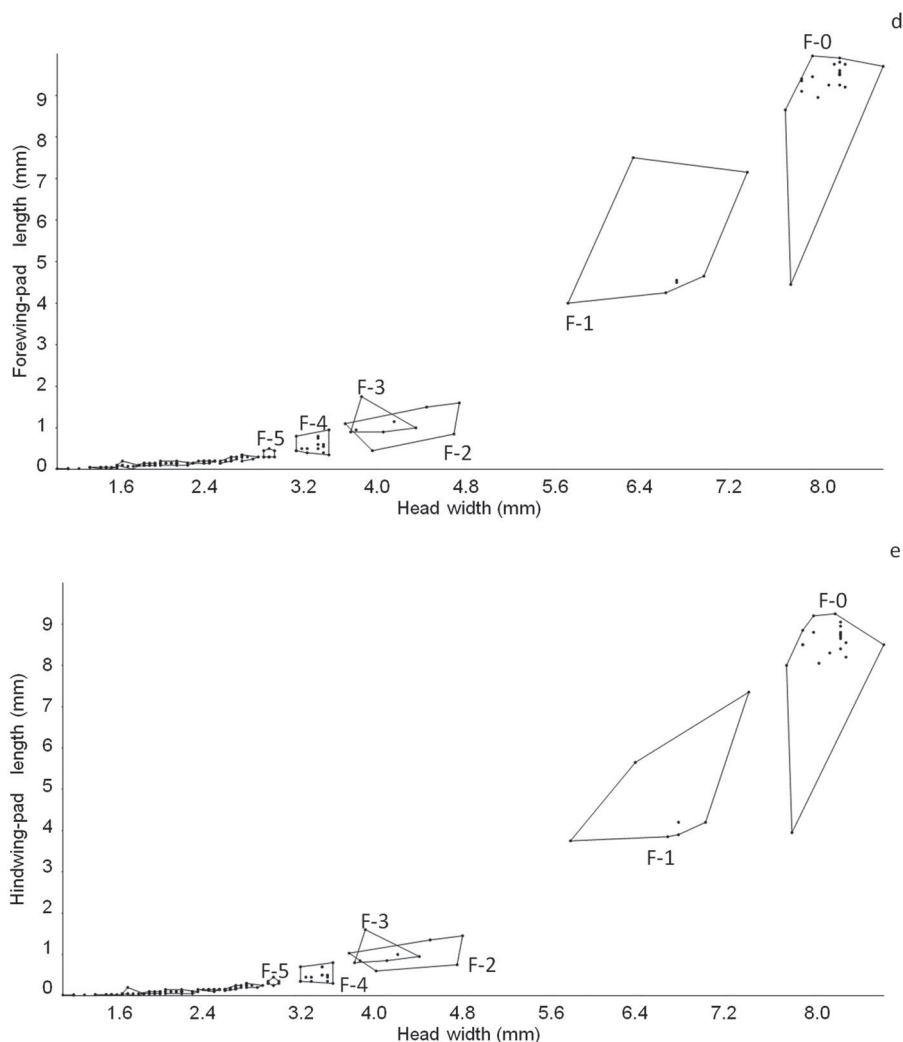 d
F-0
9
8
7
6
5
4
3
2
1
0
Forewing-pad length (mm)
F-1
F-3
F-4
F-5
F-2
1.6 2.4 3.2 4.0 4.8 5.6 6.4 7.2 8.0
Head width (mm)
e
F-0
9
8
7
6
5
4
3
2
1
0
Hindwing-pad length (mm)
F-1
F-3
F-5
F-4
F-2
1.6 2.4 3.2 4.0 4.8 5.6 6.4 7.2 8.0
Head width (mm)